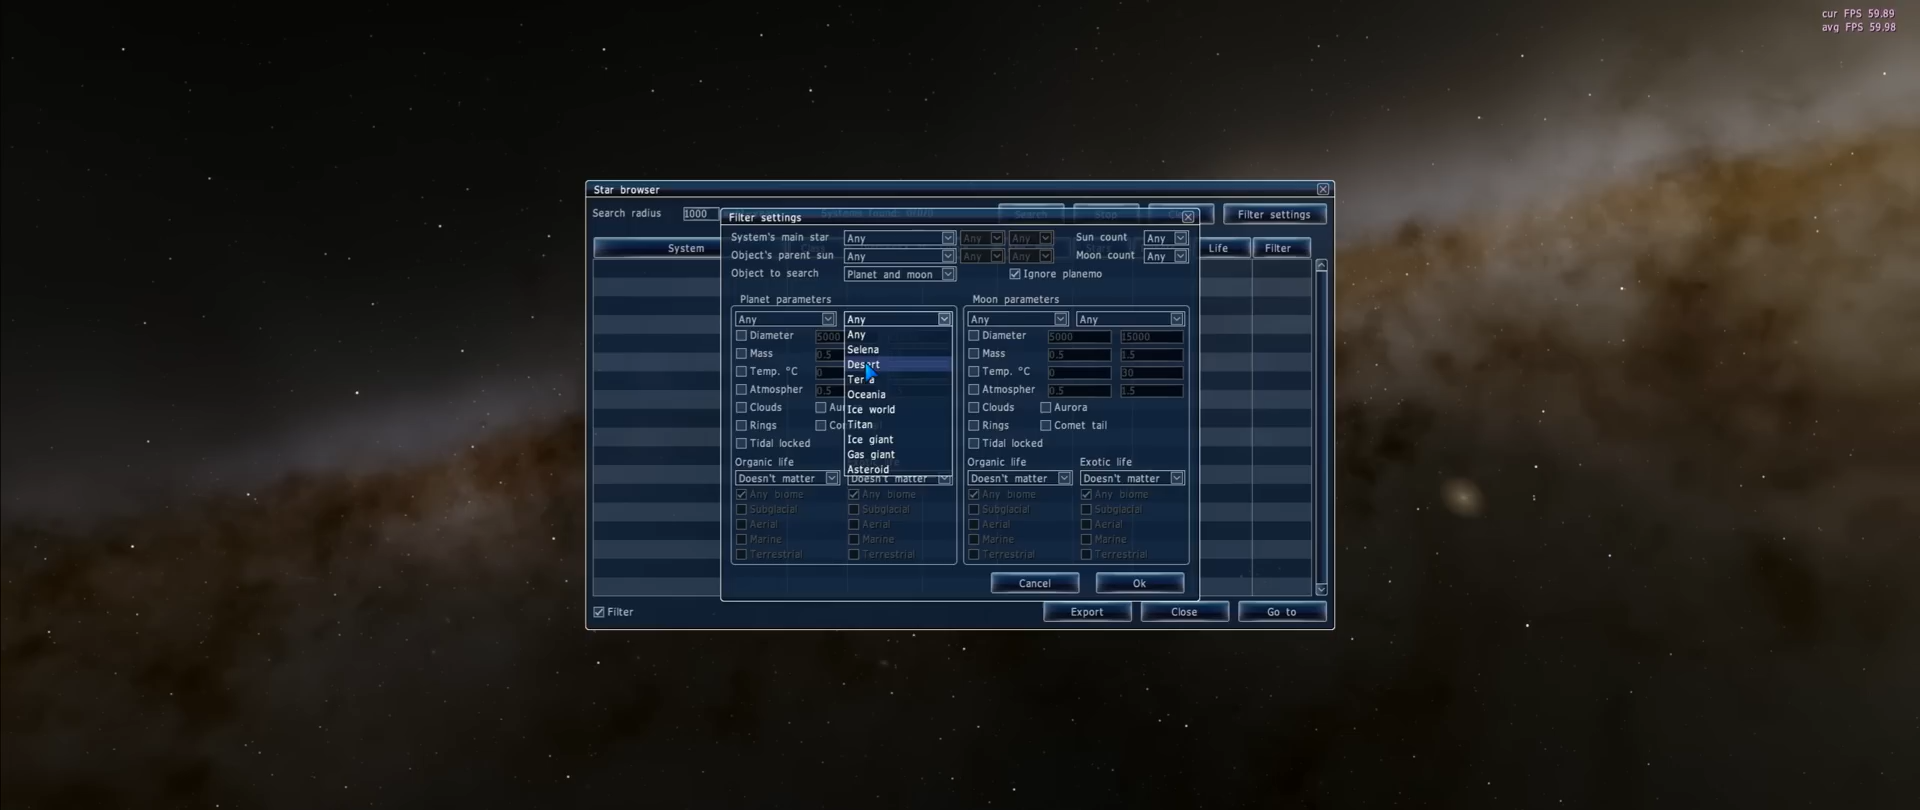 cur FPS 59.89
avg FPS 59.98
Star browser
Search radius 1000
Filter settings
Filter settings
System's main star Any Any Any Sun count Any
Object's parent sun Any Any Any Moon count Any
Object to search Planet and moon Ignore planemo
System Life Filter
Planet parameters Moon parameters
Any Any Any Any
Diameter 5000 Any Diameter 5000 15000
Selena
Mass 0.5 Mass 0.5 1.5
Desert
Temp. °C 0 Temp. °C 0 30
Terra
Atmospher 0.5 Atmospher 0.5 1.5
Oceania
Clouds Ice world Clouds Aurora
Rings Titan Rings Comet tail
Tidal locked Ice giant Tidal locked
Gas giant
Organic life Organic life Exotic life
Asteroid
Doesn't matter Doesn't matter Doesn't matter Doesn't matter
Any biome Any biome Any biome Any biome
Subglacial Subglacial Subglacial Subglacial
Aerial Aerial Aerial Aerial
Marine Marine Marine Marine
Terrestrial Terrestrial Terrestrial Terrestrial
Cancel Ok
Filter Export Close Go to